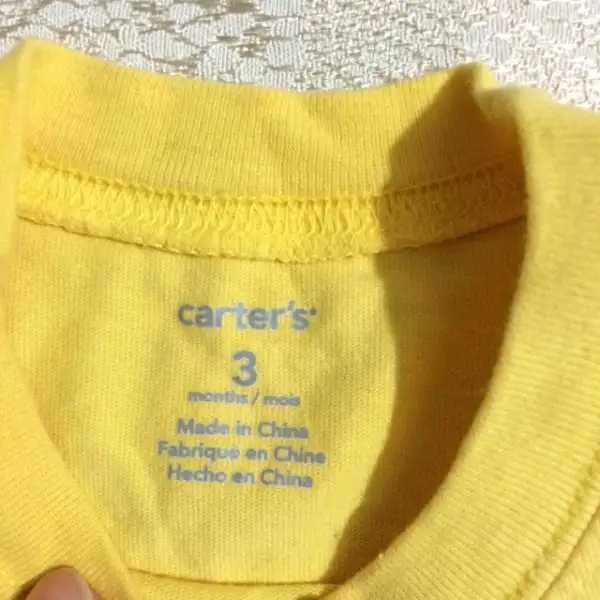 carter's
3
months / mois
Made in China
Fabriqué en Chine
Hecho en China